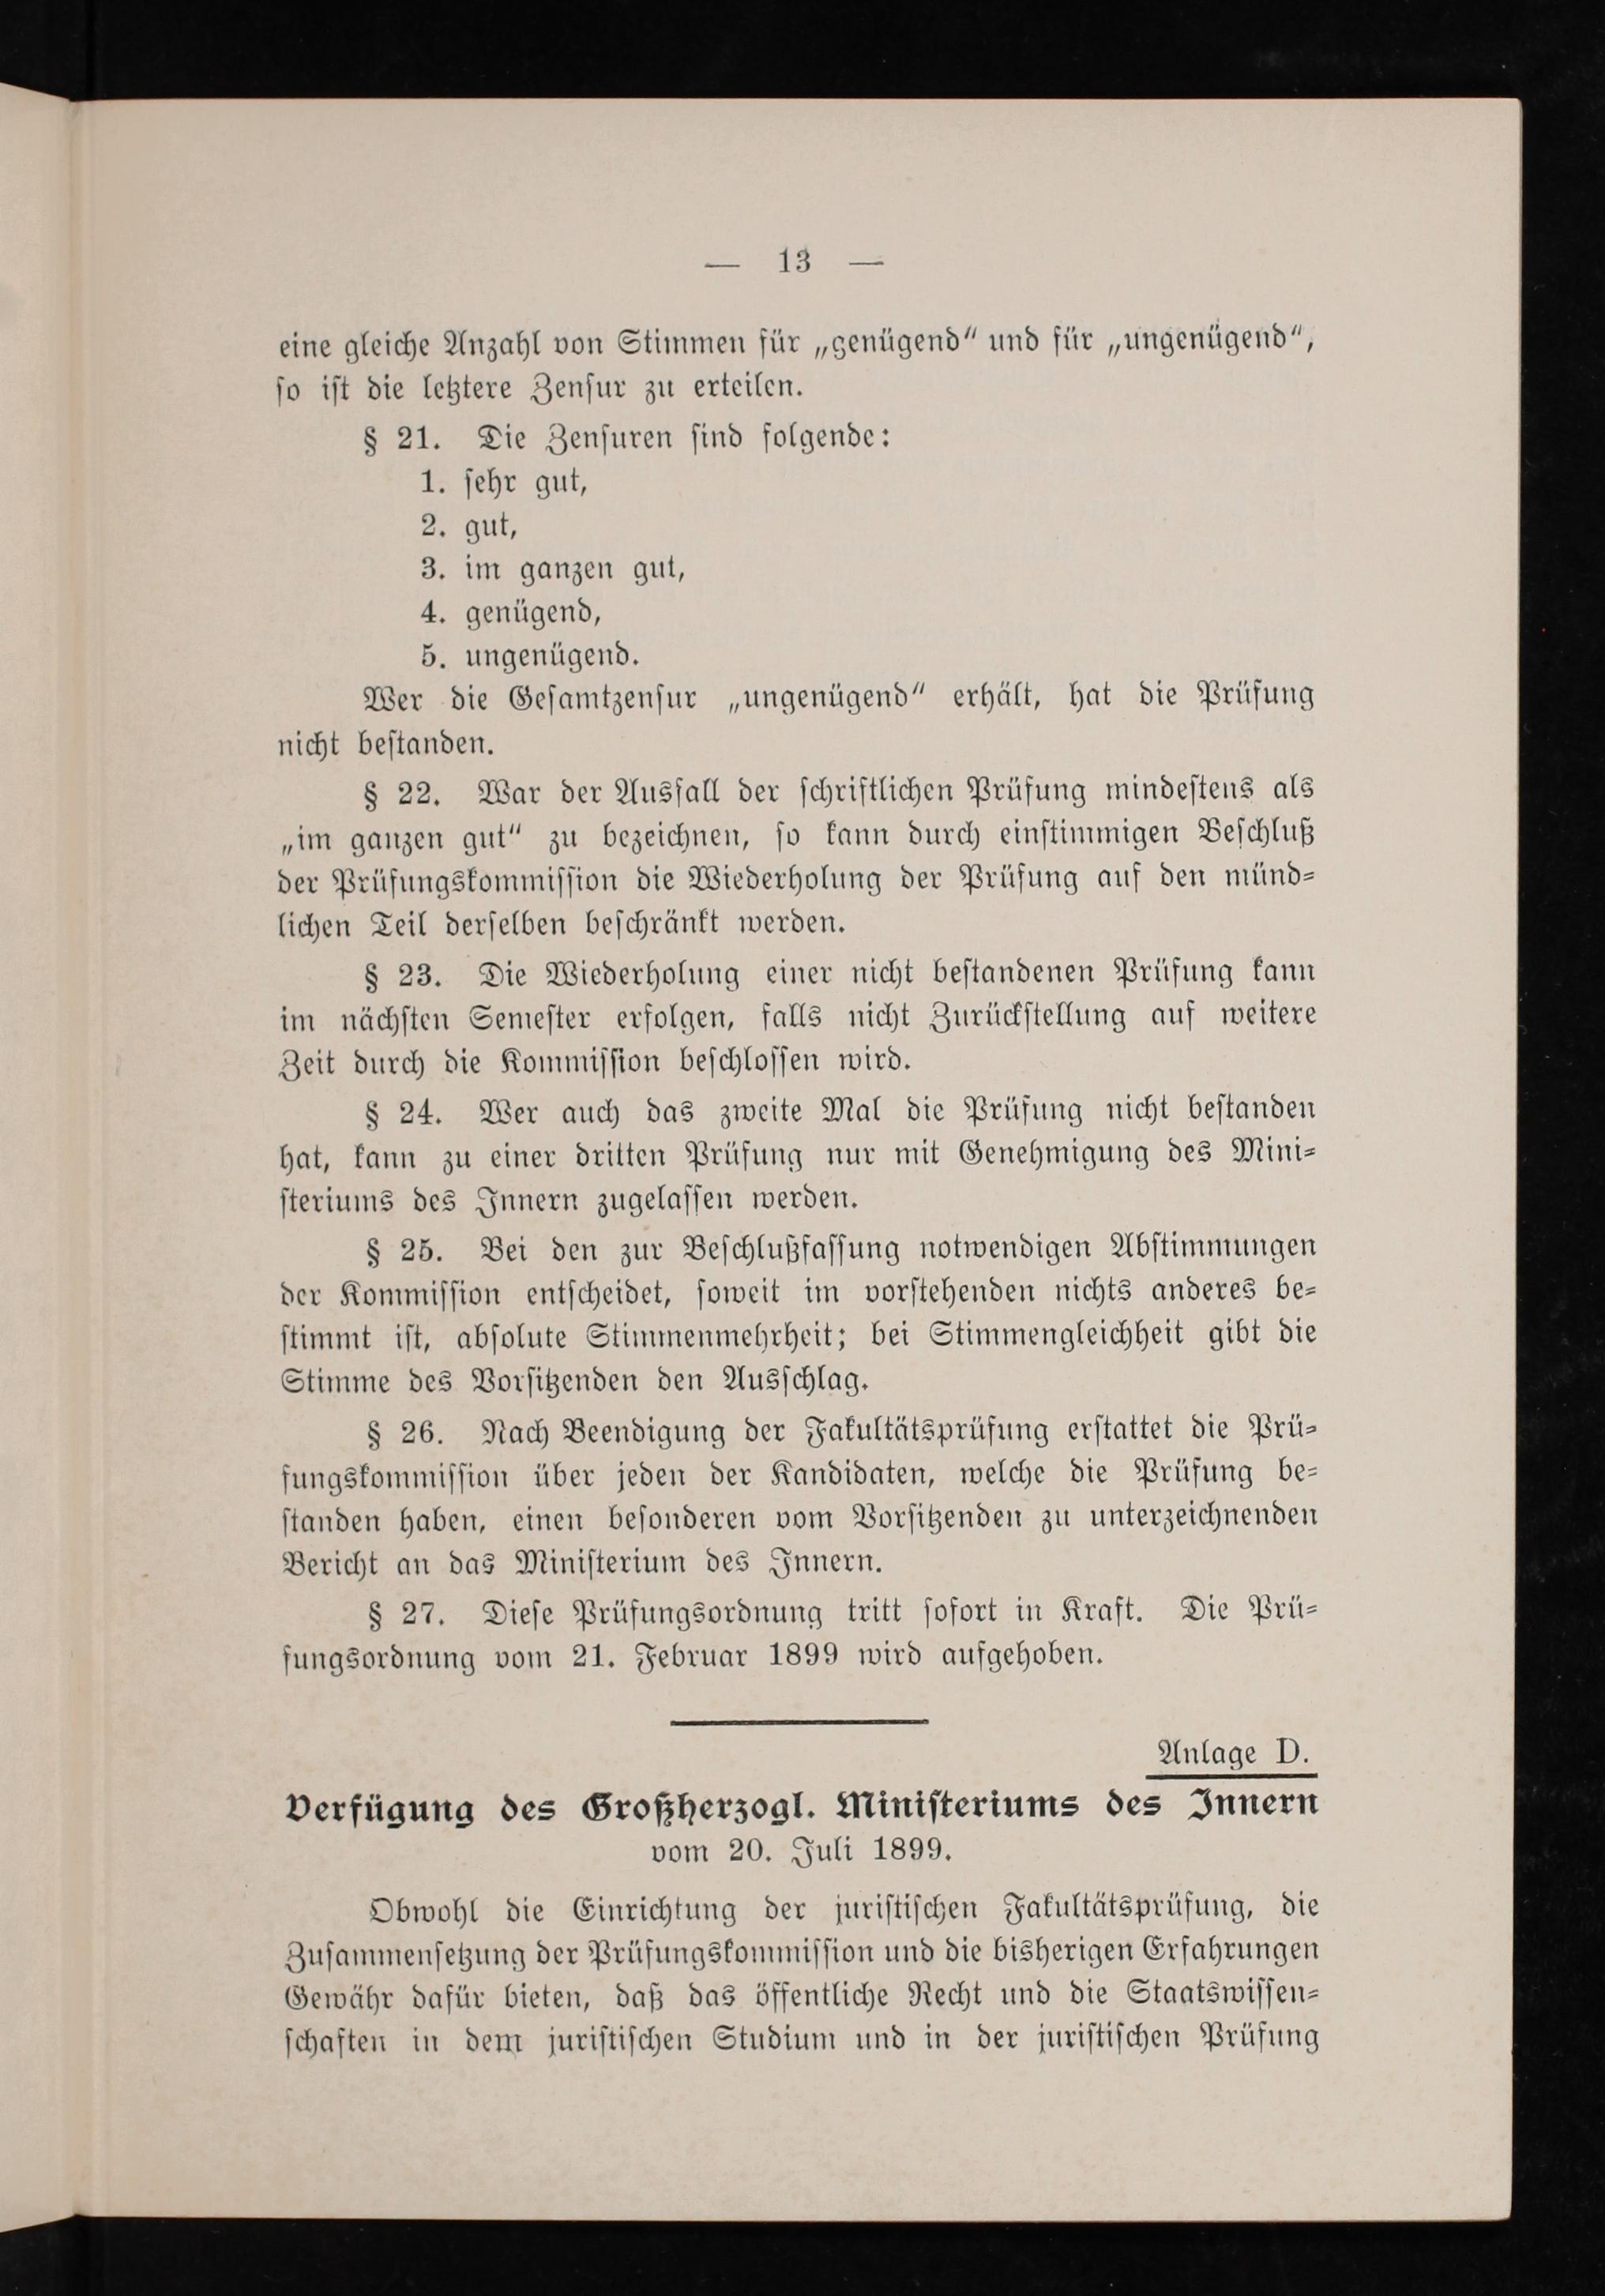 — 13 —
eine gleiche Anzahl von Stimmen für „genügend“ und für „ungenügend“,
so ist die letztere Zensur zu erteilen.
§ 21. Die Zensuren sind folgende:
1. sehr gut,
2. gut,
3. im ganzen gut,
4. genügend,
5. ungenügend.
Wer die Gesamtzensur „ungenügend“ erhält, hat die Prüfung
nicht bestanden.
§ 22. War der Ausfall der schriftlichen Prüfung mindestens als
„im ganzen gut“ zu bezeichnen, so kann durch einstimmigen Beschluß
der Prüfungskommission die Wiederholung der Prüfung auf den münd-
lichen Teil derselben beschränkt werden.
§ 23. Die Wiederholung einer nicht bestandenen Prüfung kann
im nächsten Semester erfolgen, falls nicht Zurückstellung auf weitere
Zeit durch die Kommission beschlossen wird.
§ 24. Wer auch das zweite Mal die Prüfung nicht bestanden
hat, kann zu einer dritten Prüfung nur mit Genehmigung des Mini-
steriums des Innern zugelassen werden.
§ 25. Bei den zur Beschlußfassung notwendigen Abstimmungen
der Kommission entscheidet, soweit im vorstehenden nichts anderes be-
stimmt ist, absolute Stimmenmehrheit; bei Stimmengleichheit gibt die
Stimme des Vorsitzenden den Ausschlag.
§ 26. Nach Beendigung der Fakultätsprüfung erstattet die Prü-
fungskommission über jeden der Kandidaten, welche die Prüfung be-
standen haben, einen besonderen vom Vorsitzenden zu unterzeichnenden
Bericht an das Ministerium des Innern.
§ 27. Diese Prüfungsordnung tritt sofort in Kraft. Die Prü-
fungsordnung vom 21. Februar 1899 wird aufgehoben.
Anlage D.
Verfügung des Großherzogl. Ministeriums des Innern
vom 20. Juli 1899.
Obwohl die Einrichtung der juristischen Fakultätsprüfung, die
Zusammensetzung der Prüfungskommission und die bisherigen Erfahrungen
Gewähr dafür bieten, daß das öffentliche Recht und die Staatswissen-
schaften in dem juristischen Studium und in der juristischen Prüfung